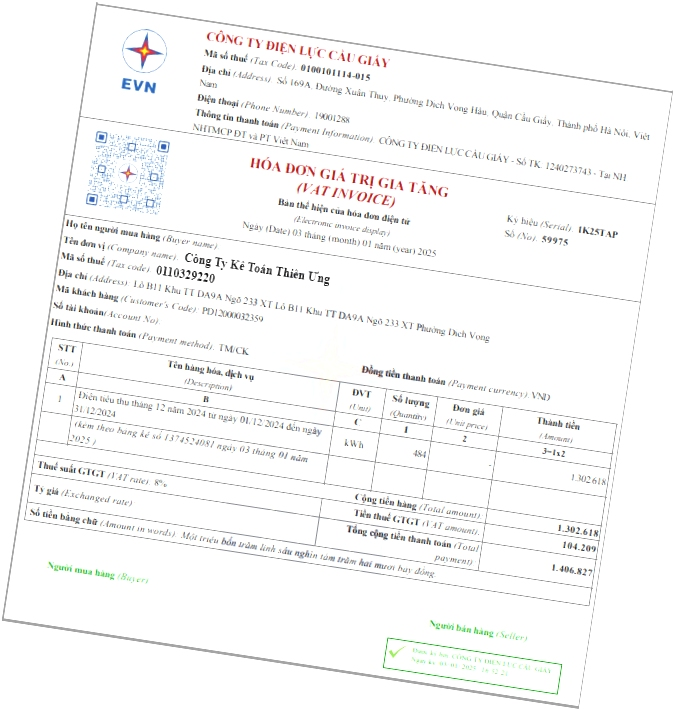 EVN
CÔNG TY ĐIỆN LỰC CẦU GIẤY
Mã số thuế (Tax Code): 0100101114-015
Địa chỉ (Address): Số 169A, Đường Xuân Thuỷ, Phường Dịch Vọng Hậu, Quận Cầu Giấy, Thành phố Hà Nội, Việt
Nam
Điện thoại (Phone Number): 19001288
Thông tin thanh toán (Payment Information): CÔNG TY ĐIỆN LỰC CẦU GIẤY - Số TK: 1240273743 - Tại NH
NHTMCP ĐT và PT Việt Nam
HÓA ĐƠN GIÁ TRỊ GIA TĂNG
(VAT INVOICE)
Bản thể hiện của hóa đơn điện tử
(Electronic invoice display)
Ngày (Date) 03 tháng (month) 01 năm (year) 2025
Ký hiệu (Serial): 1K25TAP
Số (No): 59975
Họ tên người mua hàng (Buyer name)
Tên đơn vị (Company name): Công Ty Kế Toán Thiên Ưng
Mã số thuế (Tax code): 0110329220
Địa chỉ (Address): Lô B11 Khu TT DA9A Ngõ 233 XT Lô B11 Khu TT DA9A Ngõ 233 XT Phường Dịch Vọng
Mã khách hàng (Customer's Code): PD12000032359
Số tài khoản(Account No)
Hình thức thanh toán (Payment method): TM/CK
Đồng tiền thanh toán (Payment currency): VND
STT (No.) Tên hàng hóa, dịch vụ (Description) ĐVT (Unit) Số lượng (Quantity) Đơn giá (Unit price) Thành tiền (Amount)
A B C 1 2 3=1x2
1 Điện tiêu thụ tháng 12 năm 2024 từ ngày 01/12/2024 đến ngày
31/12/2024
(kèm theo bảng kê số 1374524081 ngày 03 tháng 01 năm
2025 )
kWh 484 - 1.302.618
Cộng tiền hàng (Total amount): 1.302.618
Thuế suất GTGT (VAT rate): 8% Tiền thuế GTGT (VAT amount): 104.209
Tỷ giá (Exchanged rate) Tổng cộng tiền thanh toán (Total
payment): 1.406.827
Số tiền bằng chữ (Amount in words): Một triệu bốn trăm linh sáu nghìn tám trăm hai mươi bảy đồng.
Người mua hàng (Buyer)
Người bán hàng (Seller)
Được ký bởi: CÔNG TY ĐIỆN LỰC CẦU GIẤY